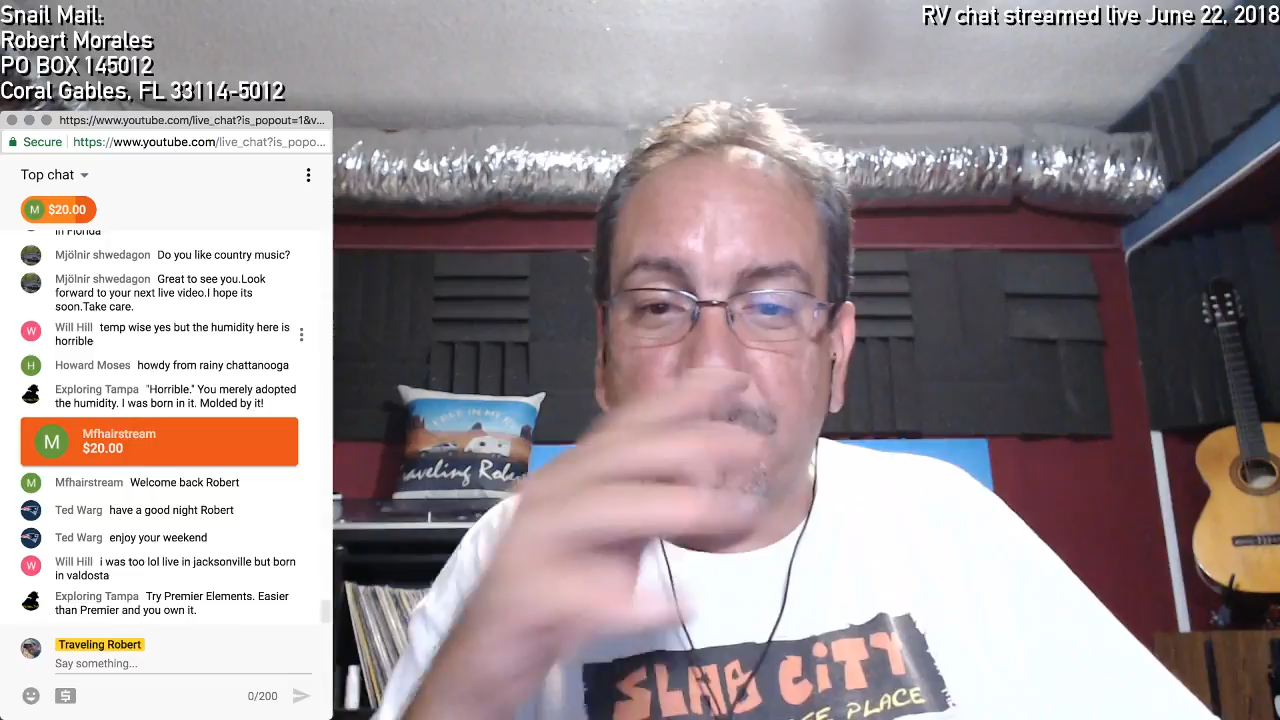 Snail Mail:
Robert Morales
PO BOX 145012
Coral Gables, FL 33114-5012
RV chat streamed live June 22, 2018
https://www.youtube.com/live_chat?is_popout=1&v...
Secure
https://www.youtube.com/live_chat?is_popo...
Top chat
M $20.00
in Florida
Mjölnir shwedagon Do you like country music?
Mjölnir shwedagon Great to see you.Look
forward to your next live video.I hope its
soon.Take care.
W Will Hill temp wise yes but the humidity here is
horrible
H Howard Moses howdy from rainy chattanooga
Exploring Tampa "Horrible." You merely adopted
the humidity. I was born in it. Molded by it!
M Mfhairstream
$20.00
M Mfhairstream Welcome back Robert
Ted Warg have a good night Robert
Ted Warg enjoy your weekend
W Will Hill i was too lol live in jacksonville but born
in valdosta
Exploring Tampa Try Premier Elements. Easier
than Premier and you own it.
Traveling Robert
Say something...
0/200
Traveling Robe
SLAB CITY
PLACE